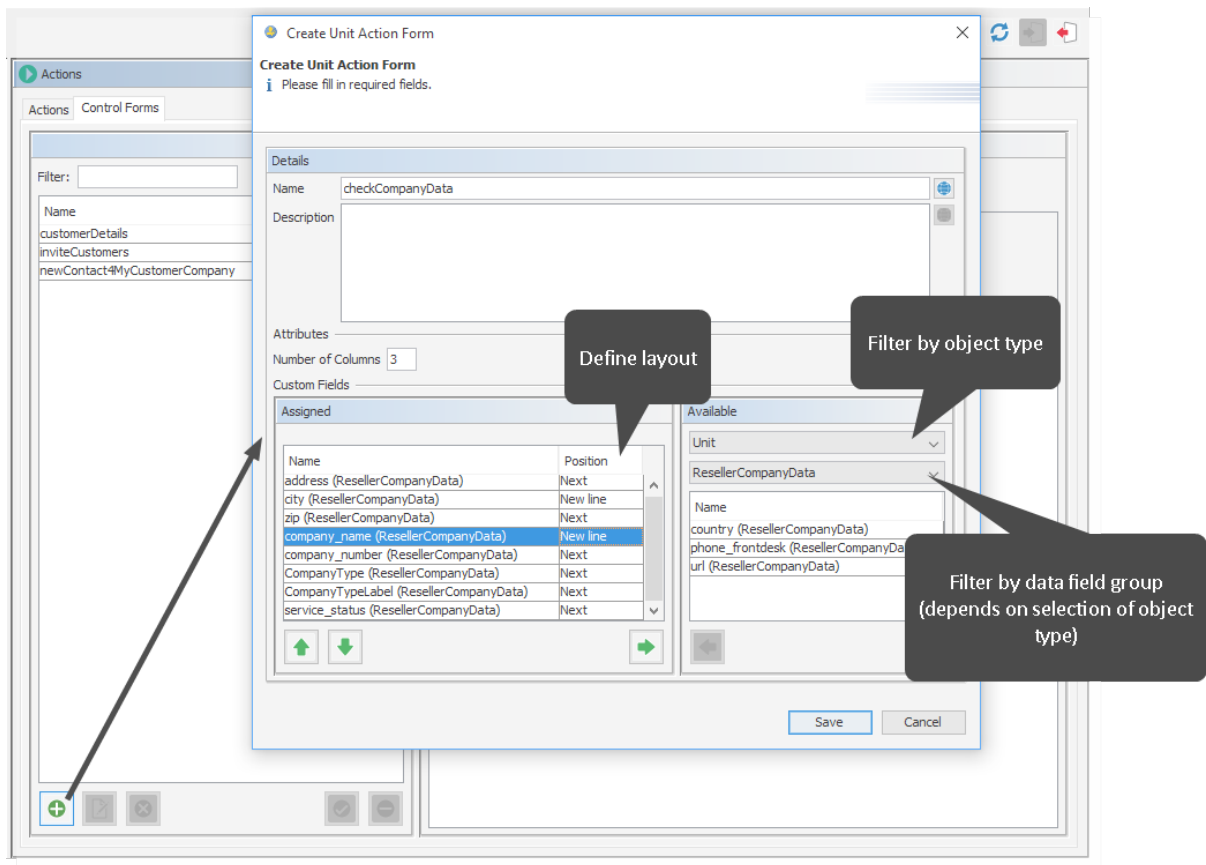 Create Unit Action Form
Create Unit Action Form
i Please fill in required fields.
Actions
Actions
Control Forms
Filter:
Name
customerDetails
inviteCustomers
newContact4MyCustomerCompany
Details
Name
checkCompanyData
Description
Attributes
Number of Columns 3
Custom Fields
Define layout
Filter by object type
Assigned
Name Position
address (ResellerCompanyData) Next
city (ResellerCompanyData) New line
zip (ResellerCompanyData) Next
company_name (ResellerCompanyData) New line
company_number (ResellerCompanyData) Next
CompanyType (ResellerCompanyData) Next
CompanyTypeLabel (ResellerCompanyData) Next
service_status (ResellerCompanyData) Next
Available
Unit
ResellerCompanyData
Name
country (ResellerCompanyData)
phone_frontdesk (ResellerCompanyDa
url (ResellerCompanyData)
Filter by data field group
(depends on selection of object
type)
Save
Cancel